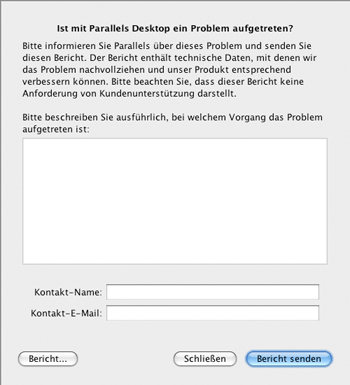 Ist mit Parallels Desktop ein Problem aufgetreten?
Bitte informieren Sie Parallels über dieses Problem und senden Sie
diesen Bericht. Der Bericht enthält technische Daten, mit denen wir
das Problem nachvollziehen und unser Produkt entsprechend
verbessern können. Bitte beachten Sie, dass dieser Bericht keine
Anforderung von Kundenunterstützung darstellt.
Bitte beschreiben Sie ausführlich, bei welchem Vorgang das Problem
aufgetreten ist:
Kontakt-Name:
Kontakt-E-Mail:
Bericht... Schließen Bericht senden